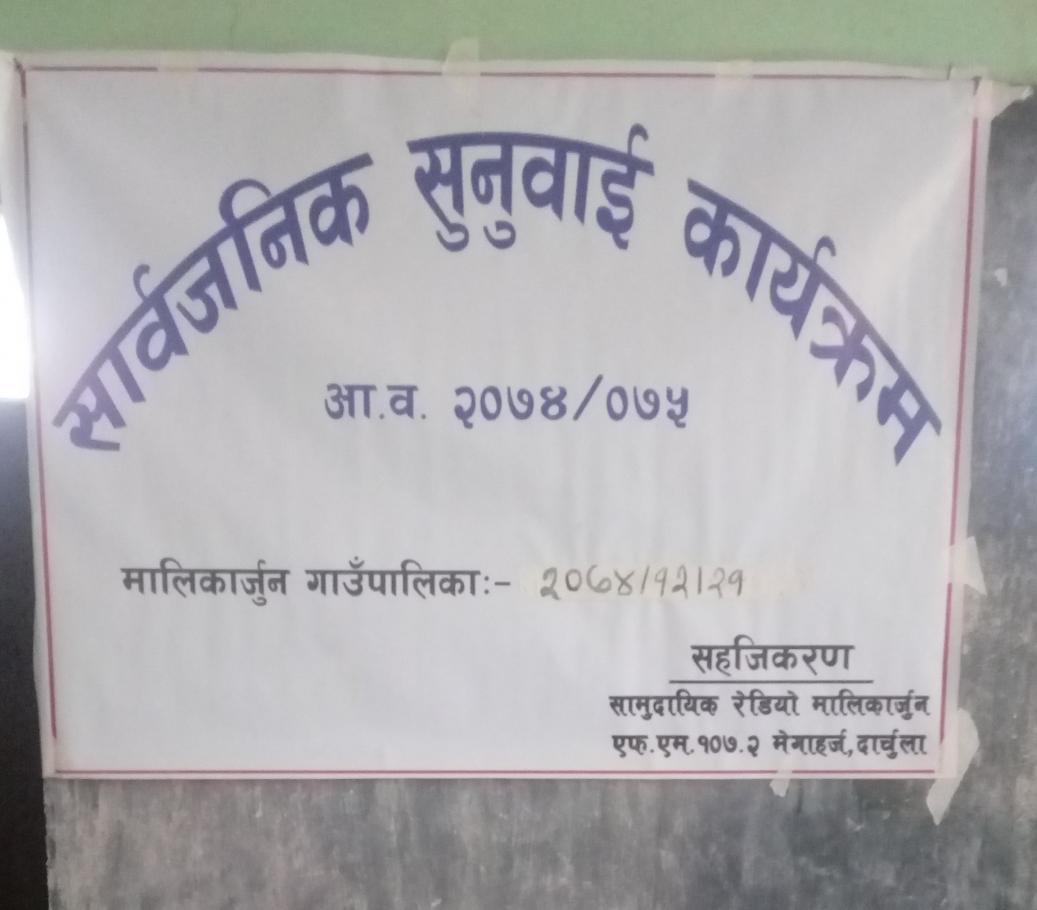 सार्वजनिक सुनुवाई कार्यक्रम
आ.व. २०७४/०७५
मालिकार्जुन गाउँपालिकाः- २०७४/१२/२१
सहजिकरण
सामुदायिक रेडियो मालिकार्जुन
एफ.एम.१०७.२ मेगाहर्ज,दार्चुला